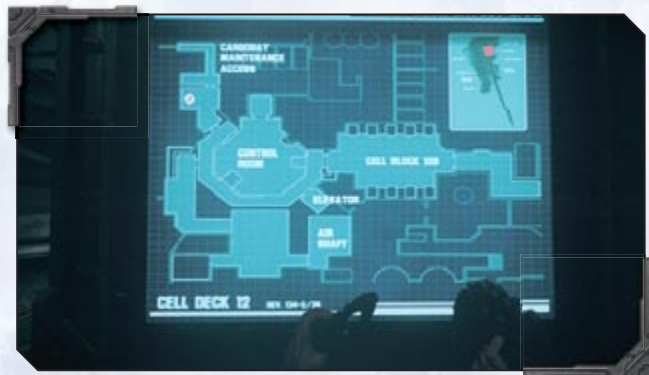 CARGOBAY
MAINTENANCE
ACCESS
CONTROL
ROOM
CELL BLOCK
ELEVATOR
AIR
SHAFT
CELL DECK 12